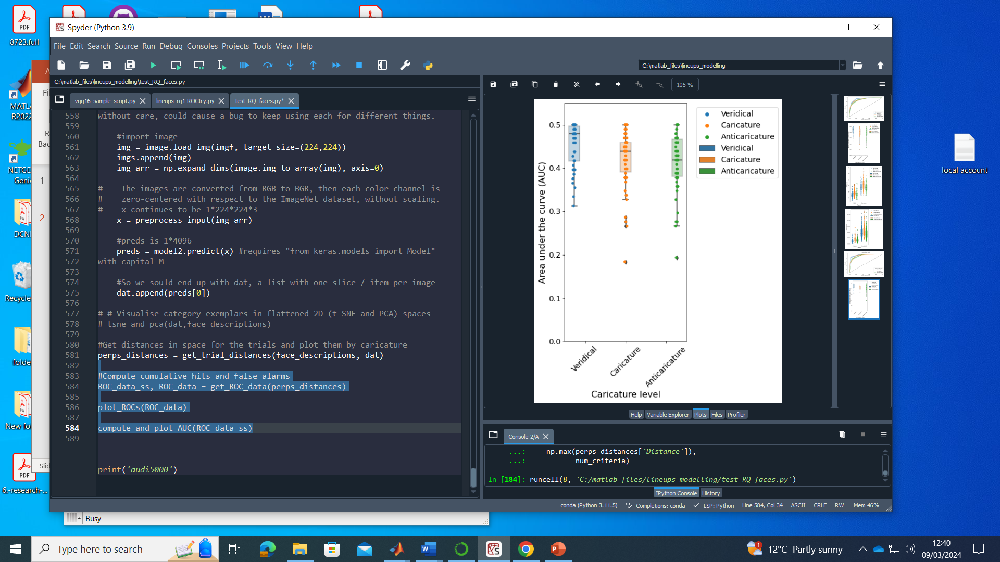 8723.full
MATLA
R2022
NETGE
Genie
DCNN
Recycle
folde
New fol
6.-research-...
local account
Fi
R
Bac
1
2
Slid
Busy
Spyder (Python 3.9)
File Edit Search Source Run Debug Consoles Projects Tools View Help
C:\matlab_files\lineups_modelling
C:\matlab_files\lineups_modelling\test_RQ_faces.py
vgg16_sample_script.py
lineups_rq1-ROCtry.py
test_RQ_faces.py*
558 without care, could cause a bug to keep using each for different things.
559
560 #import image
561 img = image.load_img(imgf, target_size=(224,224))
562 imgs.append(img)
563 img_arr = np.expand_dims(image.img_to_array(img), axis=0)
564
565 # The images are converted from RGB to BGR, then each color channel is
566 # zero-centered with respect to the ImageNet dataset, without scaling.
567 # x continues to be 1*224*224*3
568 x = preprocess_input(img_arr)
569
570 #preds is 1*4096
571 preds = model2.predict(x) #requires "from keras.models import Model"
572 with capital M
573
574 #So we sould end up with dat, a list with one slice / item per image
575 dat.append(preds[0])
576
577 # # Visualise category exemplars in flattened 2D (t-SNE and PCA) spaces
578 # tsne_and_pca(dat,face_descriptions)
579
580 #Get distances in space for the trials and plot them by caricature
581 perps_distances = get_trial_distances(face_descriptions, dat)
582
583 #Compute cumulative hits and false alarms
584 ROC_data_ss, ROC_data = get_ROC_data(perps_distances)
585
586 plot_ROCs(ROC_data)
587
584 compute_and_plot_AUC(ROC_data_ss)
589
print('audi5000')
105 %
Veridical
Caricature
Anticaricature
Veridical
Caricature
Anticaricature
Area under the curve (AUC)
0.5
0.4
0.3
0.2
0.1
0.0
Veridical
Caricature
Anticaricature
Caricature level
Help
Variable Explorer
Plots
Files
Profiler
Console 2/A
...: np.max(perps_distances['Distance']),
...: num_criteria)
In [184]: runcell(8, 'C:/matlab_files/lineups_modelling/test_RQ_faces.py')
IPython Console
History
conda (Python 3.11.5) Completions: conda LSP: Python Line 584, Col 34 ASCII CRLF RW Mem 46%
Type here to search
1
12°C Partly sunny
12:40
09/03/2024